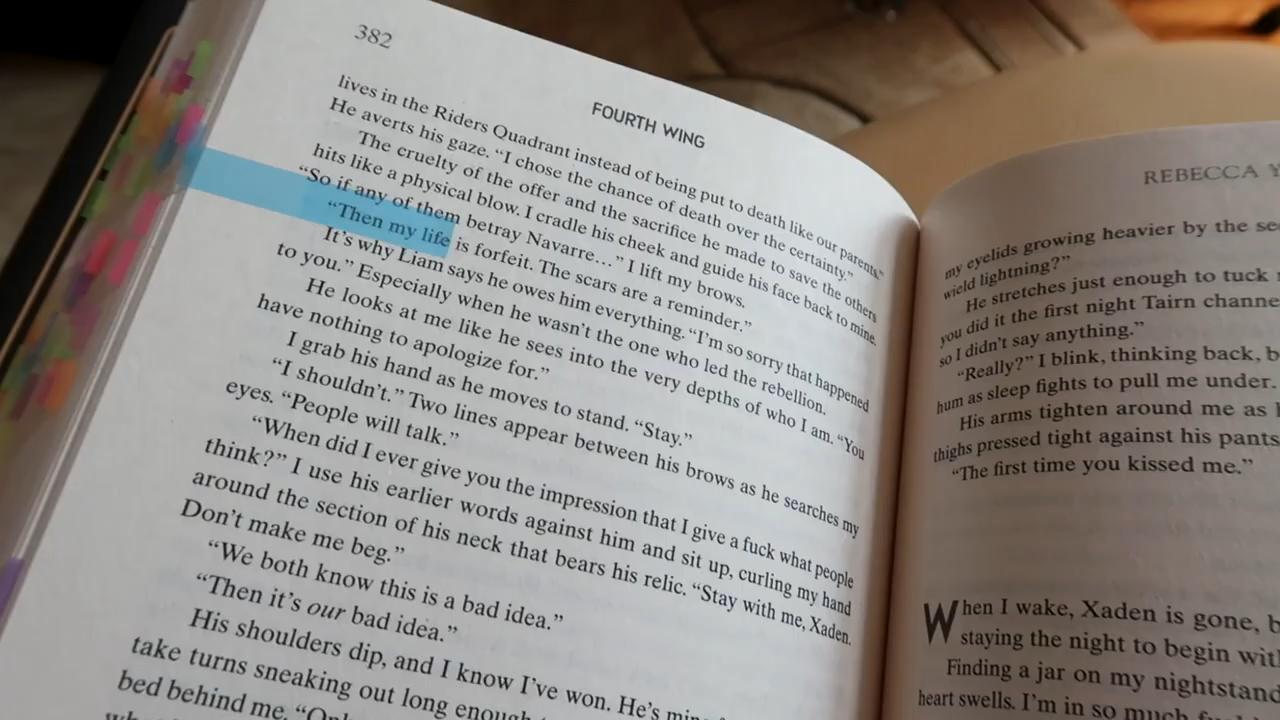 382
FOURTH WING
lives in the Riders Quadrant instead of being put to death like our parents."
He averts his gaze. "I chose the chance of death over the certainty."
The cruelty of the offer and the sacrifice he made to save the others
hits like a physical blow. I cradle his cheek and guide his face back to mine.
"So if any of them betray Navarre…" I lift my brows.
"Then my life is forfeit. The scars are a reminder."
It's why Liam says he owes him everything. "I'm so sorry that happened
to you." Especially when he wasn't the one who led the rebellion.
He looks at me like he sees into the very depths of who I am. "You
have nothing to apologize for."
I grab his hand as he moves to stand. "Stay."
"I shouldn't." Two lines appear between his brows as he searches my
eyes. "People will talk."
"When did I ever give you the impression that I give a fuck what people
think?" I use his earlier words against him and sit up, curling my hand
around the section of his neck that bears his relic. "Stay with me, Xaden.
Don't make me beg."
"We both know this is a bad idea."
"Then it's our bad idea."
His shoulders dip, and I know I've won. He's
take turns sneaking out long enough
bed behind me.
REBECCA
my eyelids growing heavier by the
wield lightning?"
He stretches just enough to tuck
you did it the first night Tairn
so I didn't say anything."
"Really?" I blink, thinking back,
hum as sleep fights to pull me under.
His arms tighten around me as
thighs pressed tight against his pants
"The first time you kissed me."
When I wake, Xaden is gone,
staying the night to begin
Finding a jar on my nightstand
heart swells. I'm in so much